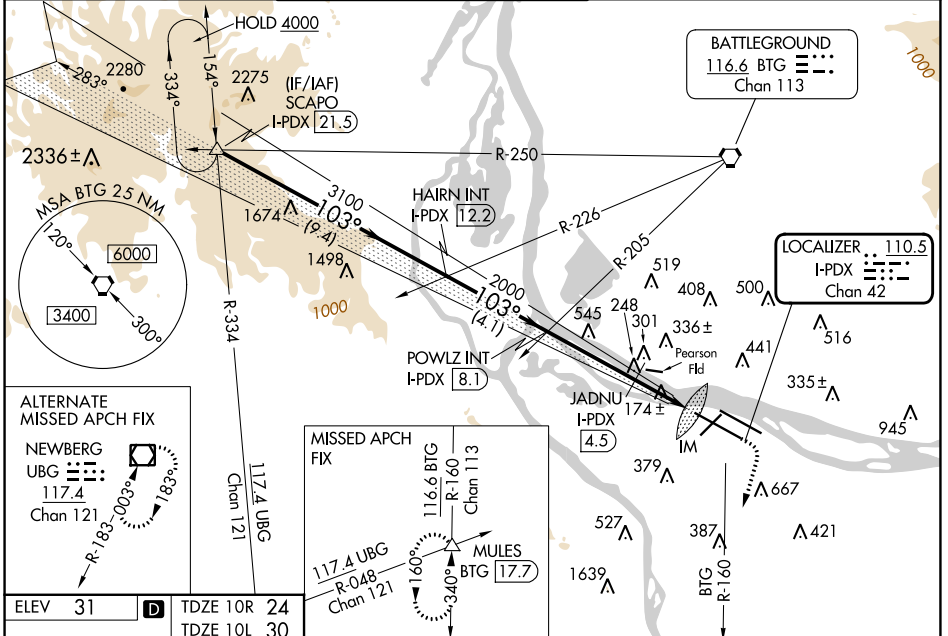 HOLD 4000
283°
2280
334°
154°
2275
(IF/IAF)
SCAPO
I-PDX 21.5
BATTLEGROUND
116.6 BTG
Chan 113
1000
2336±
R-250
MSA BTG 25 NM
120°
6000
3400
300°
1674
3100
103°
(9.4)
HAIRN INT
I-PDX 12.2
R-226
R-205
1498
1000
R-334
2000
103°
(4.1)
LOCALIZER 110.5
I-PDX
Chan 42
519
408
500
545
248
301
336±
516
Pearson
Fld
441
POWLZ INT
I-PDX 8.1
JADNU
I-PDX
4.5
174±
335±
945
IM
ALTERNATE
MISSED APCH FIX
NEWBERG
UBG
117.4
Chan 121
003°
183°
R-183
117.4 UBG
Chan 121
MISSED APCH
FIX
116.6 BTG
R-160
Chan 113
117.4 UBG
R-048
Chan 121
160°
340°
MULES
BTG 17.7
379
667
527
387
421
1639
BTG
R-160
ELEV 31
D
TDZE 10R 24
TDZE 10L 30